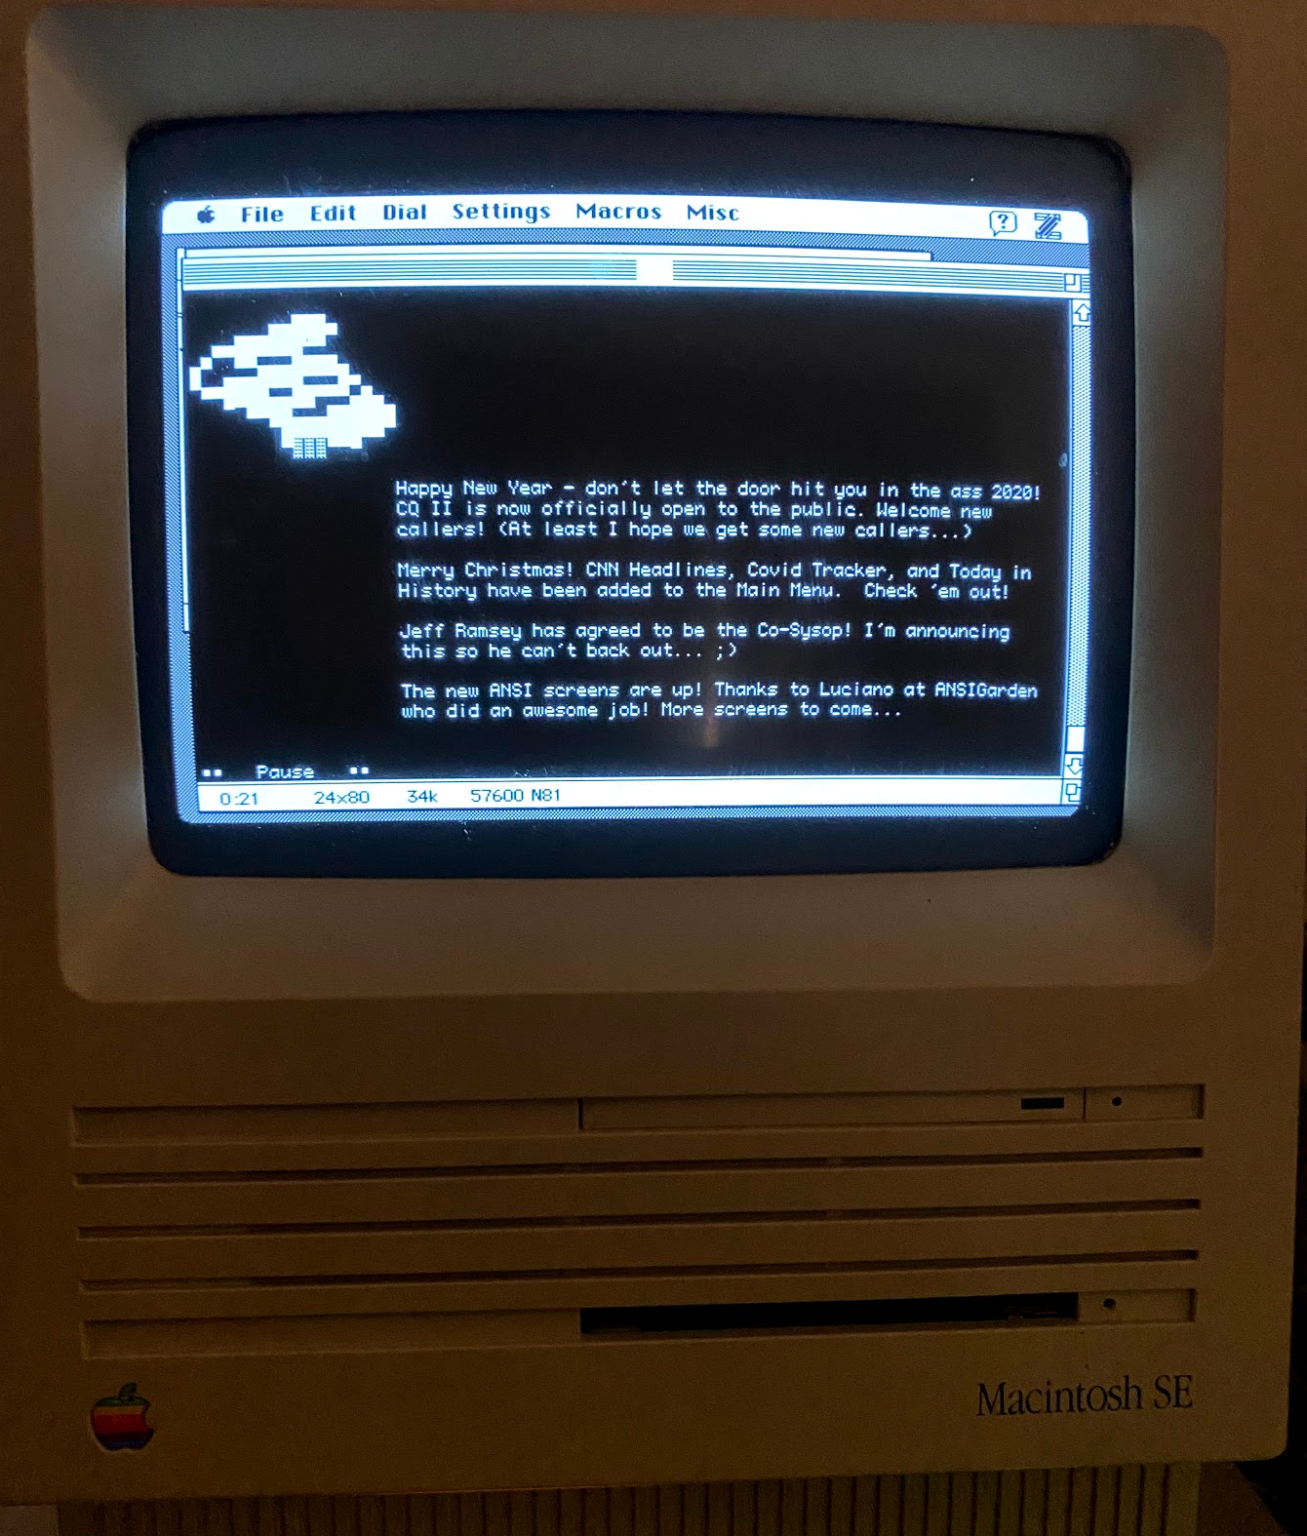 File Edit Dial Settings Macros Misc
?
Happy New Year - don't let the door hit you in the ass 2020!
CQ II is now officially open to the public. Welcome new
callers! (At least I hope we get some new callers...)
Merry Christmas! CNN Headlines, Covid Tracker, and Today in
History have been added to the Main Menu.  Check 'em out!
Jeff Ramsey has agreed to be the Co-Sysop! I'm announcing
this so he can't back out... ;)
The new ANSI screens are up! Thanks to Luciano at ANSIGarden
who did an awesome job! More screens to come...
Pause
0:21 24x80 34k 57600 N81
Macintosh SE